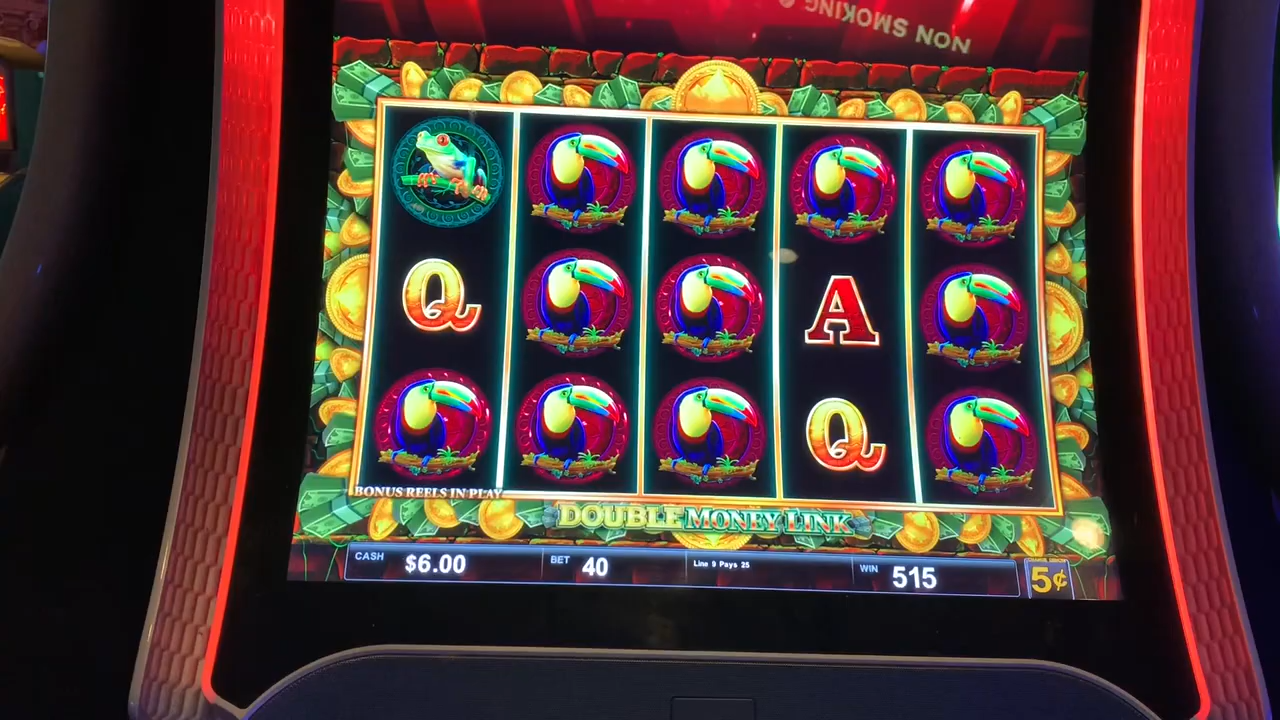 NON SMOKING
Q
A
Q
BONUS REELS IN PLAY
DOUBLE MONEY LINK
CASH $6.00 BET 40 Line 9 Pays 25 WIN 515 5¢